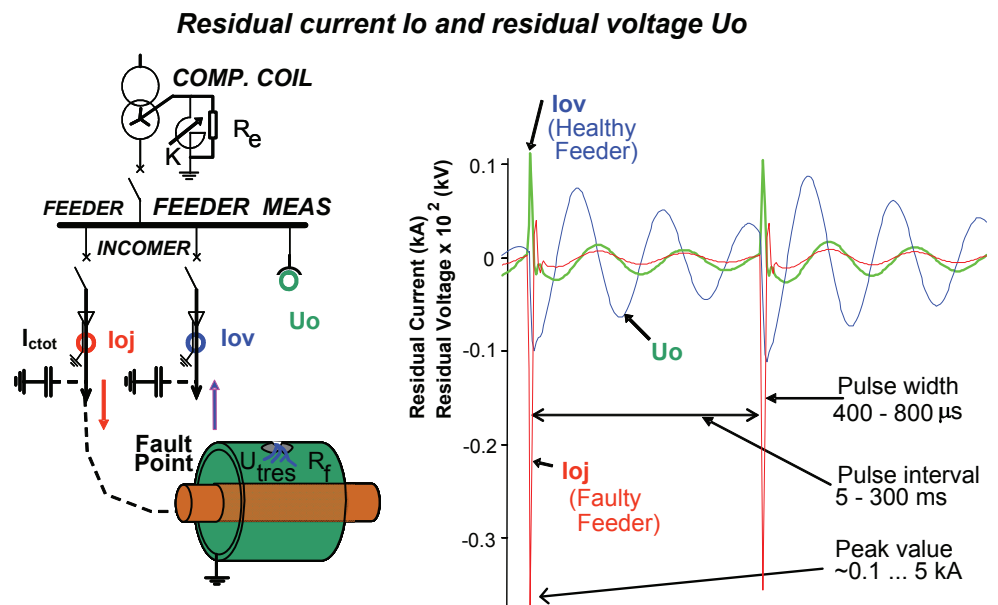 Residual current Io and residual voltage Uo
COMP. COIL
Re
K
FEEDER FEEDER MEAS
INCOMER
Uo
Ictot
Ioj
Iov
Fault
Point
Utres
Rf
Residual Current (kA)
Residual Voltage x 10² (kV)
0.1
0
-0.1
-0.2
-0.3
Iov
(Healthy
Feeder)
Uo
Pulse width
400 - 800 µs
Pulse interval
5 - 300 ms
Ioj
(Faulty
Feeder)
Peak value
~0.1 ... 5 kA